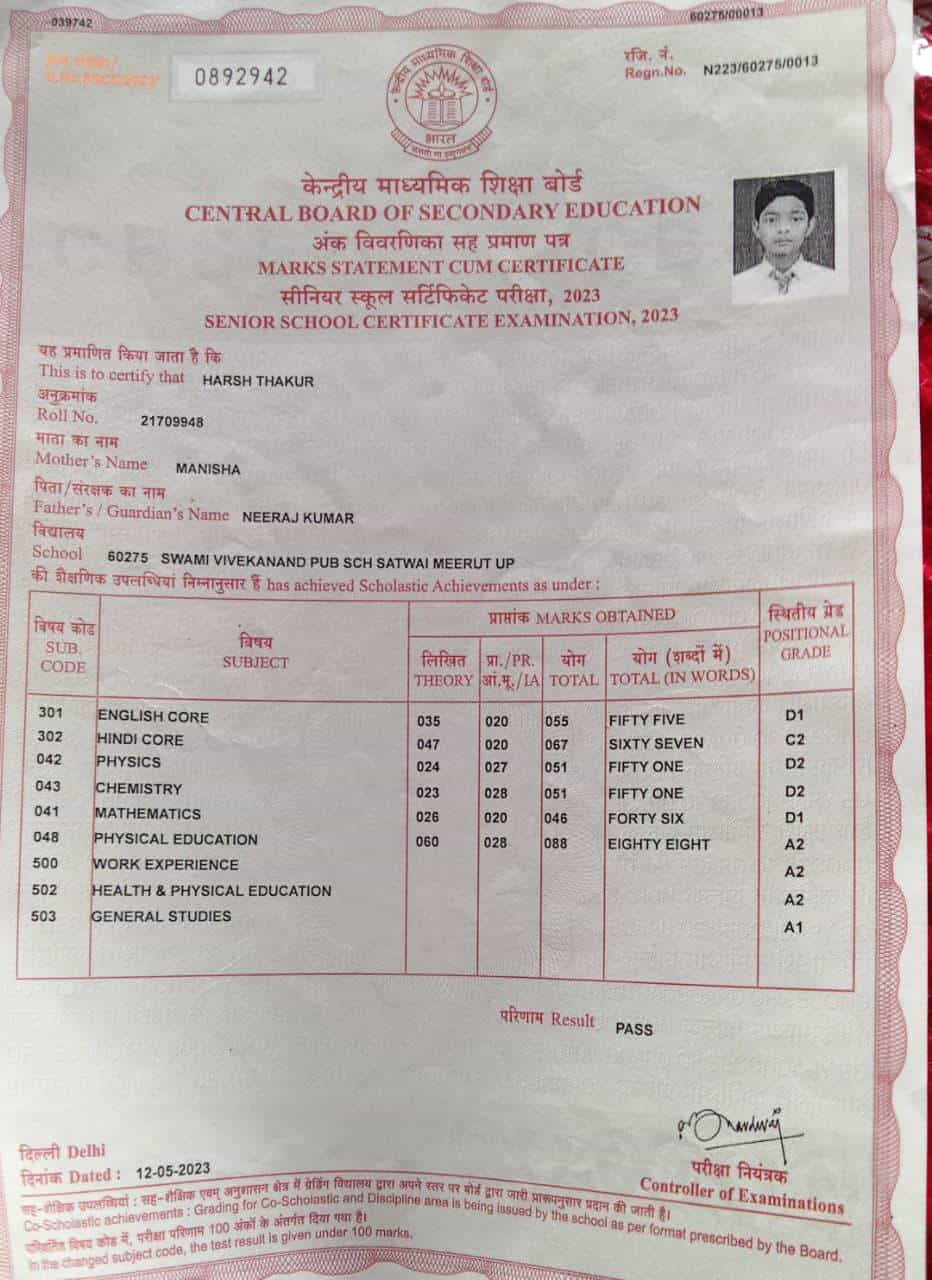 039742
60275/00013
0892942
रजि. नं.
Regn.No. N223/60275/0013
केन्द्रीय माध्यमिक शिक्षा बोर्ड
भारत
केन्द्रीय माध्यमिक शिक्षा बोर्ड
CENTRAL BOARD OF SECONDARY EDUCATION
अंक विवरणिका सह प्रमाण पत्र
MARKS STATEMENT CUM CERTIFICATE
सीनियर स्कूल सर्टिफिकेट परीक्षा, 2023
SENIOR SCHOOL CERTIFICATE EXAMINATION, 2023
यह प्रमाणित किया जाता है कि
This is to certify that HARSH THAKUR
अनुक्रमांक
Roll No. 21709948
माता का नाम
Mother's Name MANISHA
पिता/संरक्षक का नाम
Father's / Guardian's Name NEERAJ KUMAR
विद्यालय
School 60275 SWAMI VIVEKANAND PUB SCH SATWAI MEERUT UP
की शैक्षणिक उपलब्धियां निम्नानुसार हैं has achieved Scholastic Achievements as under :
विषय कोड
SUB.
CODE
विषय
SUBJECT
प्राप्तांक MARKS OBTAINED
लिखित
THEORY
प्रा./PR.
आं.मू./IA
योग
TOTAL
योग (शब्दों में)
TOTAL (IN WORDS)
स्थितीय ग्रेड
POSITIONAL
GRADE
301 ENGLISH CORE 035 020 055 FIFTY FIVE D1
302 HINDI CORE 047 020 067 SIXTY SEVEN C2
042 PHYSICS 024 027 051 FIFTY ONE D2
043 CHEMISTRY 023 028 051 FIFTY ONE D2
041 MATHEMATICS 026 020 046 FORTY SIX D1
048 PHYSICAL EDUCATION 060 028 088 EIGHTY EIGHT A2
500 WORK EXPERIENCE A2
502 HEALTH & PHYSICAL EDUCATION A2
503 GENERAL STUDIES A1
परिणाम Result PASS
दिल्ली Delhi
दिनांक Dated : 12-05-2023
परीक्षा नियंत्रक
Controller of Examinations
सह-शैक्षिक उपलब्धियां : सह-शैक्षिक एवम् अनुशासन क्षेत्र में ग्रेडिंग विद्यालय द्वारा अपने स्तर पर बोर्ड द्वारा जारी प्रारूपनुसार प्रदान की जाती है।
Co-Scholastic achievements : Grading for Co-Scholastic and Discipline area is being issued by the school as per format prescribed by the Board.
परिवर्तित विषय कोड में, परीक्षा परिणाम 100 अंकों के अंतर्गत दिया गया है।
In the changed subject code, the test result is given under 100 marks.